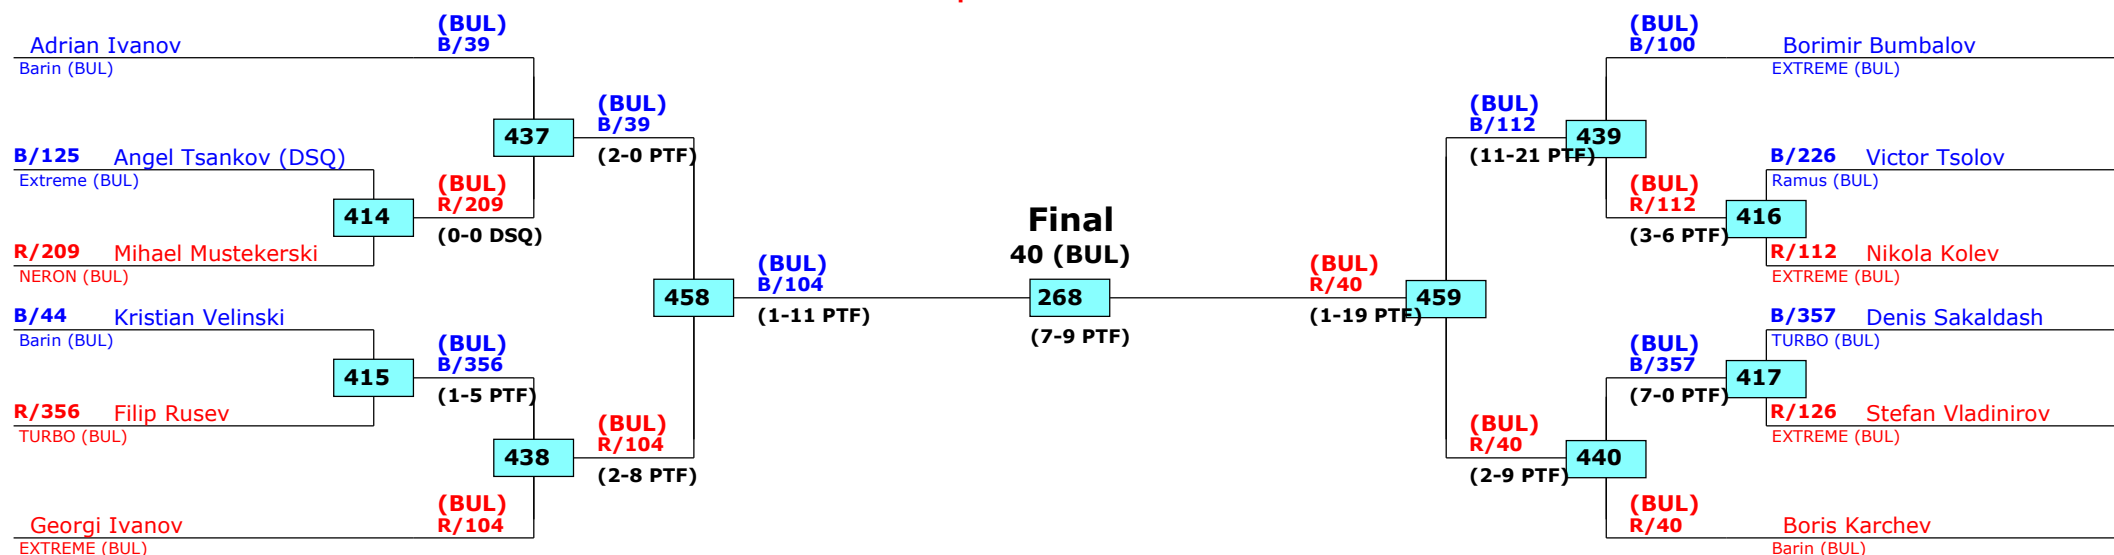 (BUL)
B/39
Adrian Ivanov
Barin (BUL)
(BUL)
B/39
437
(2-0 PTF)
B/125 Angel Tsankov (DSQ)
Extreme (BUL)
(BUL)
R/209
414
(0-0 DSQ)
R/209 Mihael Mustekerski
NERON (BUL)
458
(BUL)
B/104
(1-11 PTF)
B/44 Kristian Velinski
Barin (BUL)
(BUL)
B/356
415
(1-5 PTF)
R/356 Filip Rusev
TURBO (BUL)
(BUL)
R/104
438
(2-8 PTF)
(BUL)
R/104
Georgi Ivanov
EXTREME (BUL)
Final
40 (BUL)
268
(7-9 PTF)
(BUL)
B/100
Borimir Bumbalov
EXTREME (BUL)
(BUL)
B/112
439
(11-21 PTF)
B/226 Victor Tsolov
Ramus (BUL)
(BUL)
R/112
416
(3-6 PTF)
R/112 Nikola Kolev
EXTREME (BUL)
(BUL)
R/40
459
(1-19 PTF)
B/357 Denis Sakaldash
TURBO (BUL)
(BUL)
B/357
417
(7-0 PTF)
R/126 Stefan Vladinirov
EXTREME (BUL)
(BUL)
R/40
440
(2-9 PTF)
(BUL)
R/40
Boris Karchev
Barin (BUL)